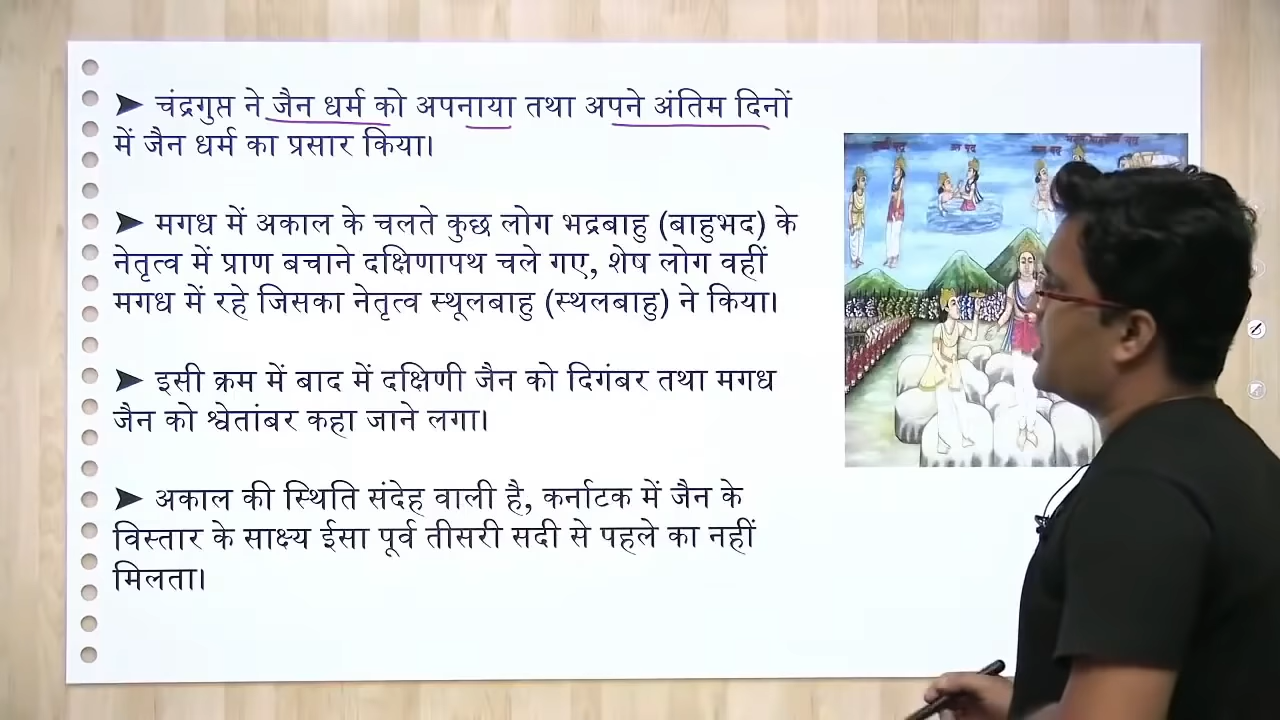 ➤ चंद्रगुप्त ने जैन धर्म को अपनाया तथा अपने अंतिम दिनों
में जैन धर्म का प्रसार किया।
➤ मगध में अकाल के चलते कुछ लोग भद्रबाहु (बाहुभद) के
नेतृत्व में प्राण बचाने दक्षिणापथ चले गए, शेष लोग वहीं
मगध में रहे जिसका नेतृत्व स्थूलबाहु (स्थलबाहु) ने किया।
➤ इसी क्रम में बाद में दक्षिणी जैन को दिगंबर तथा मगध
जैन को श्वेतांबर कहा जाने लगा।
➤ अकाल की स्थिति संदेह वाली है, कर्नाटक में जैन के
विस्तार के साक्ष्य ईसा पूर्व तीसरी सदी से पहले का नहीं
मिलता।